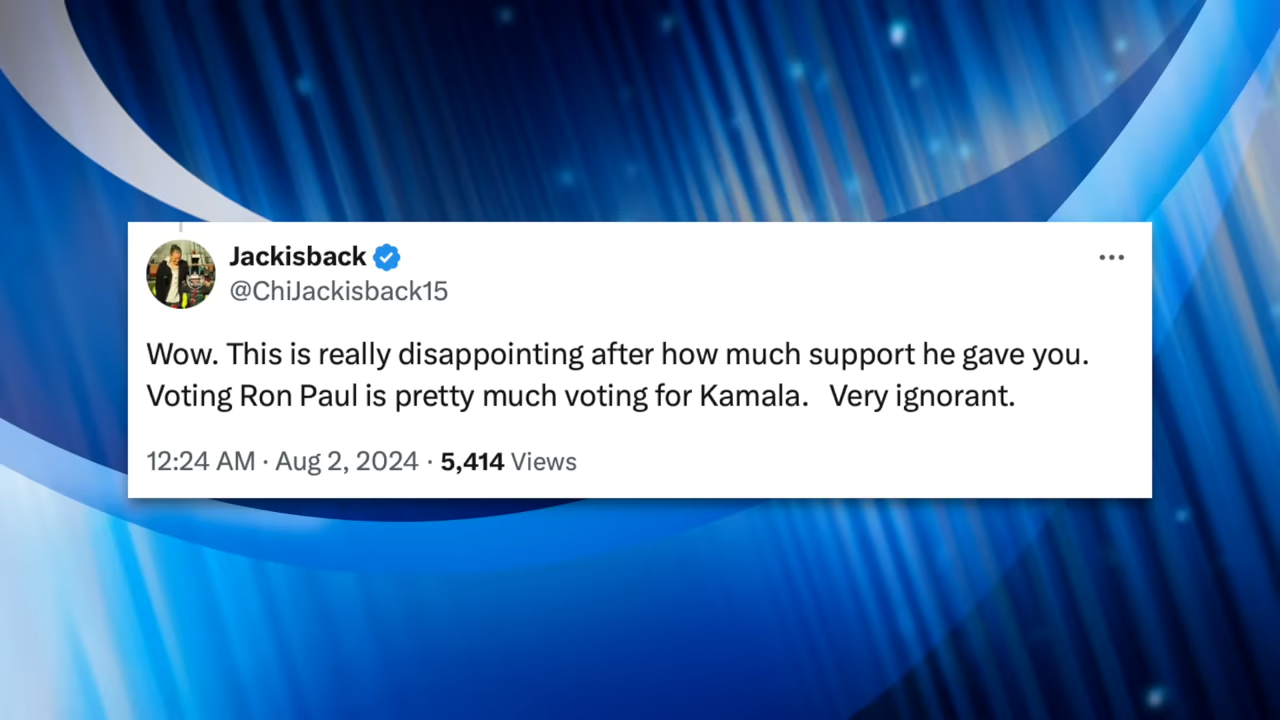 Jackisback
@ChiJackisback15
Wow. This is really disappointing after how much support he gave you.
Voting Ron Paul is pretty much voting for Kamala.   Very ignorant.
12:24 AM · Aug 2, 2024 · 5,414 Views